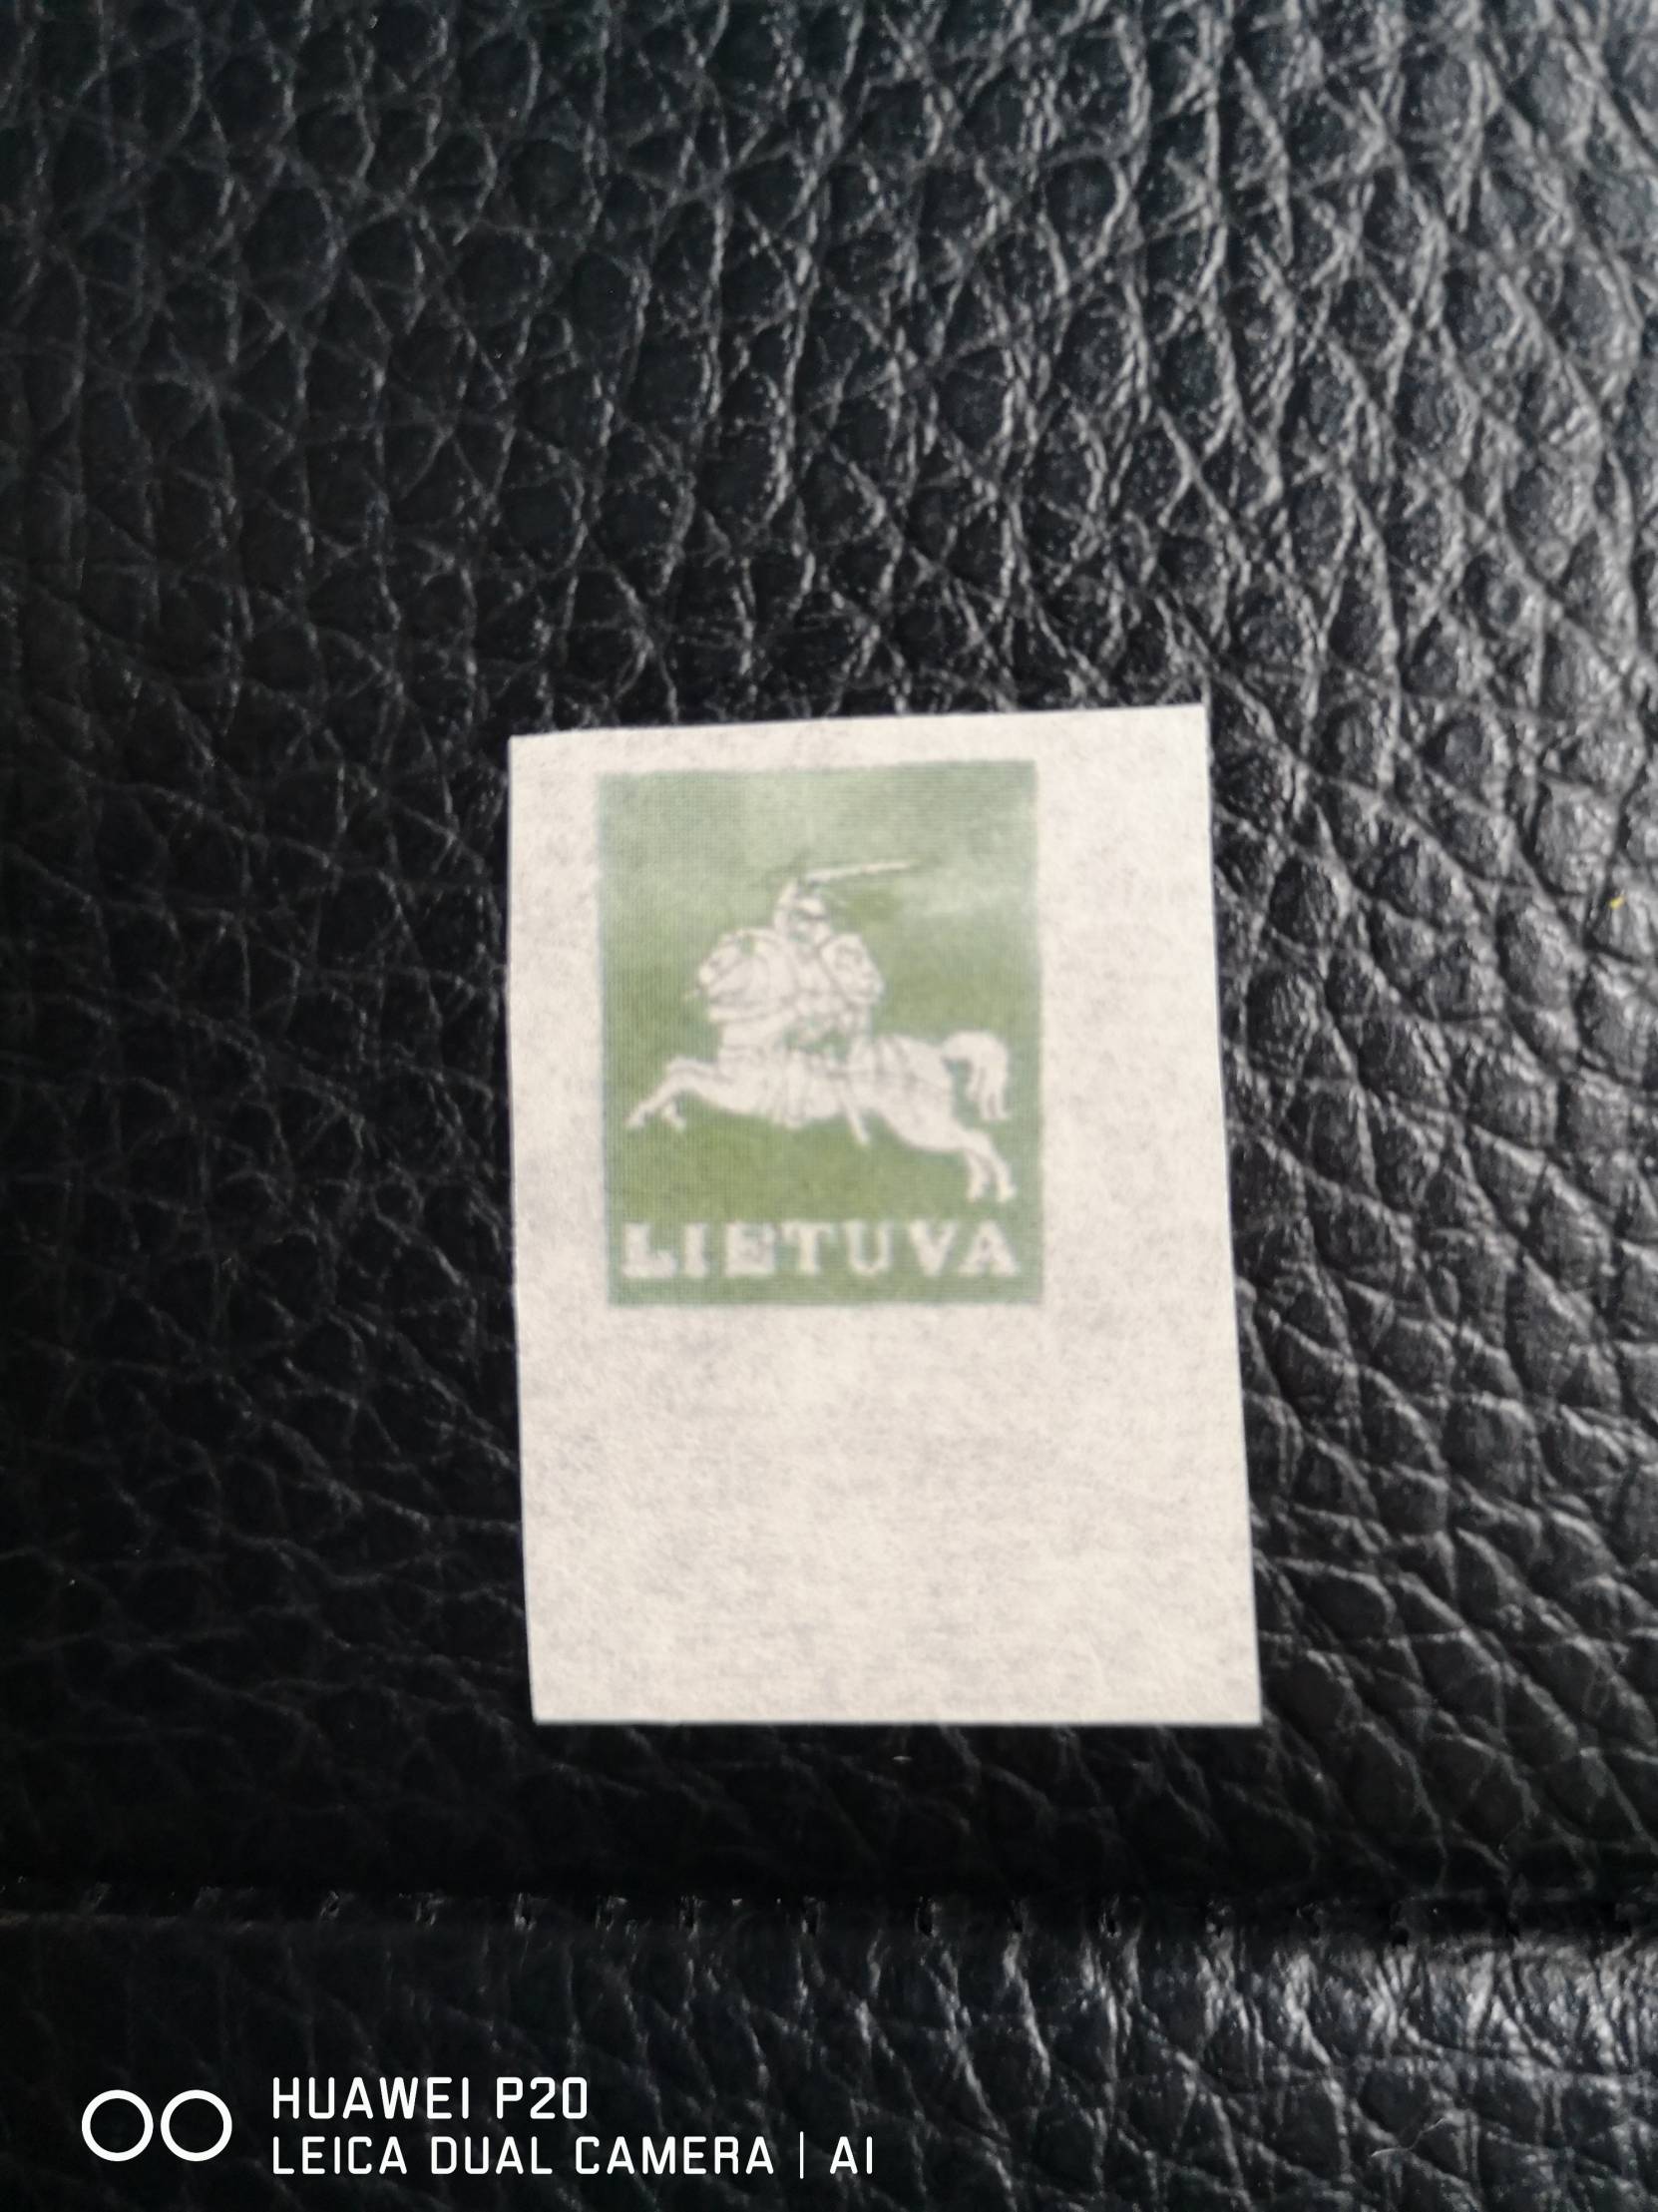 LIETUVA
HUAWEI P20
LEICA DUAL CAMERA | AI